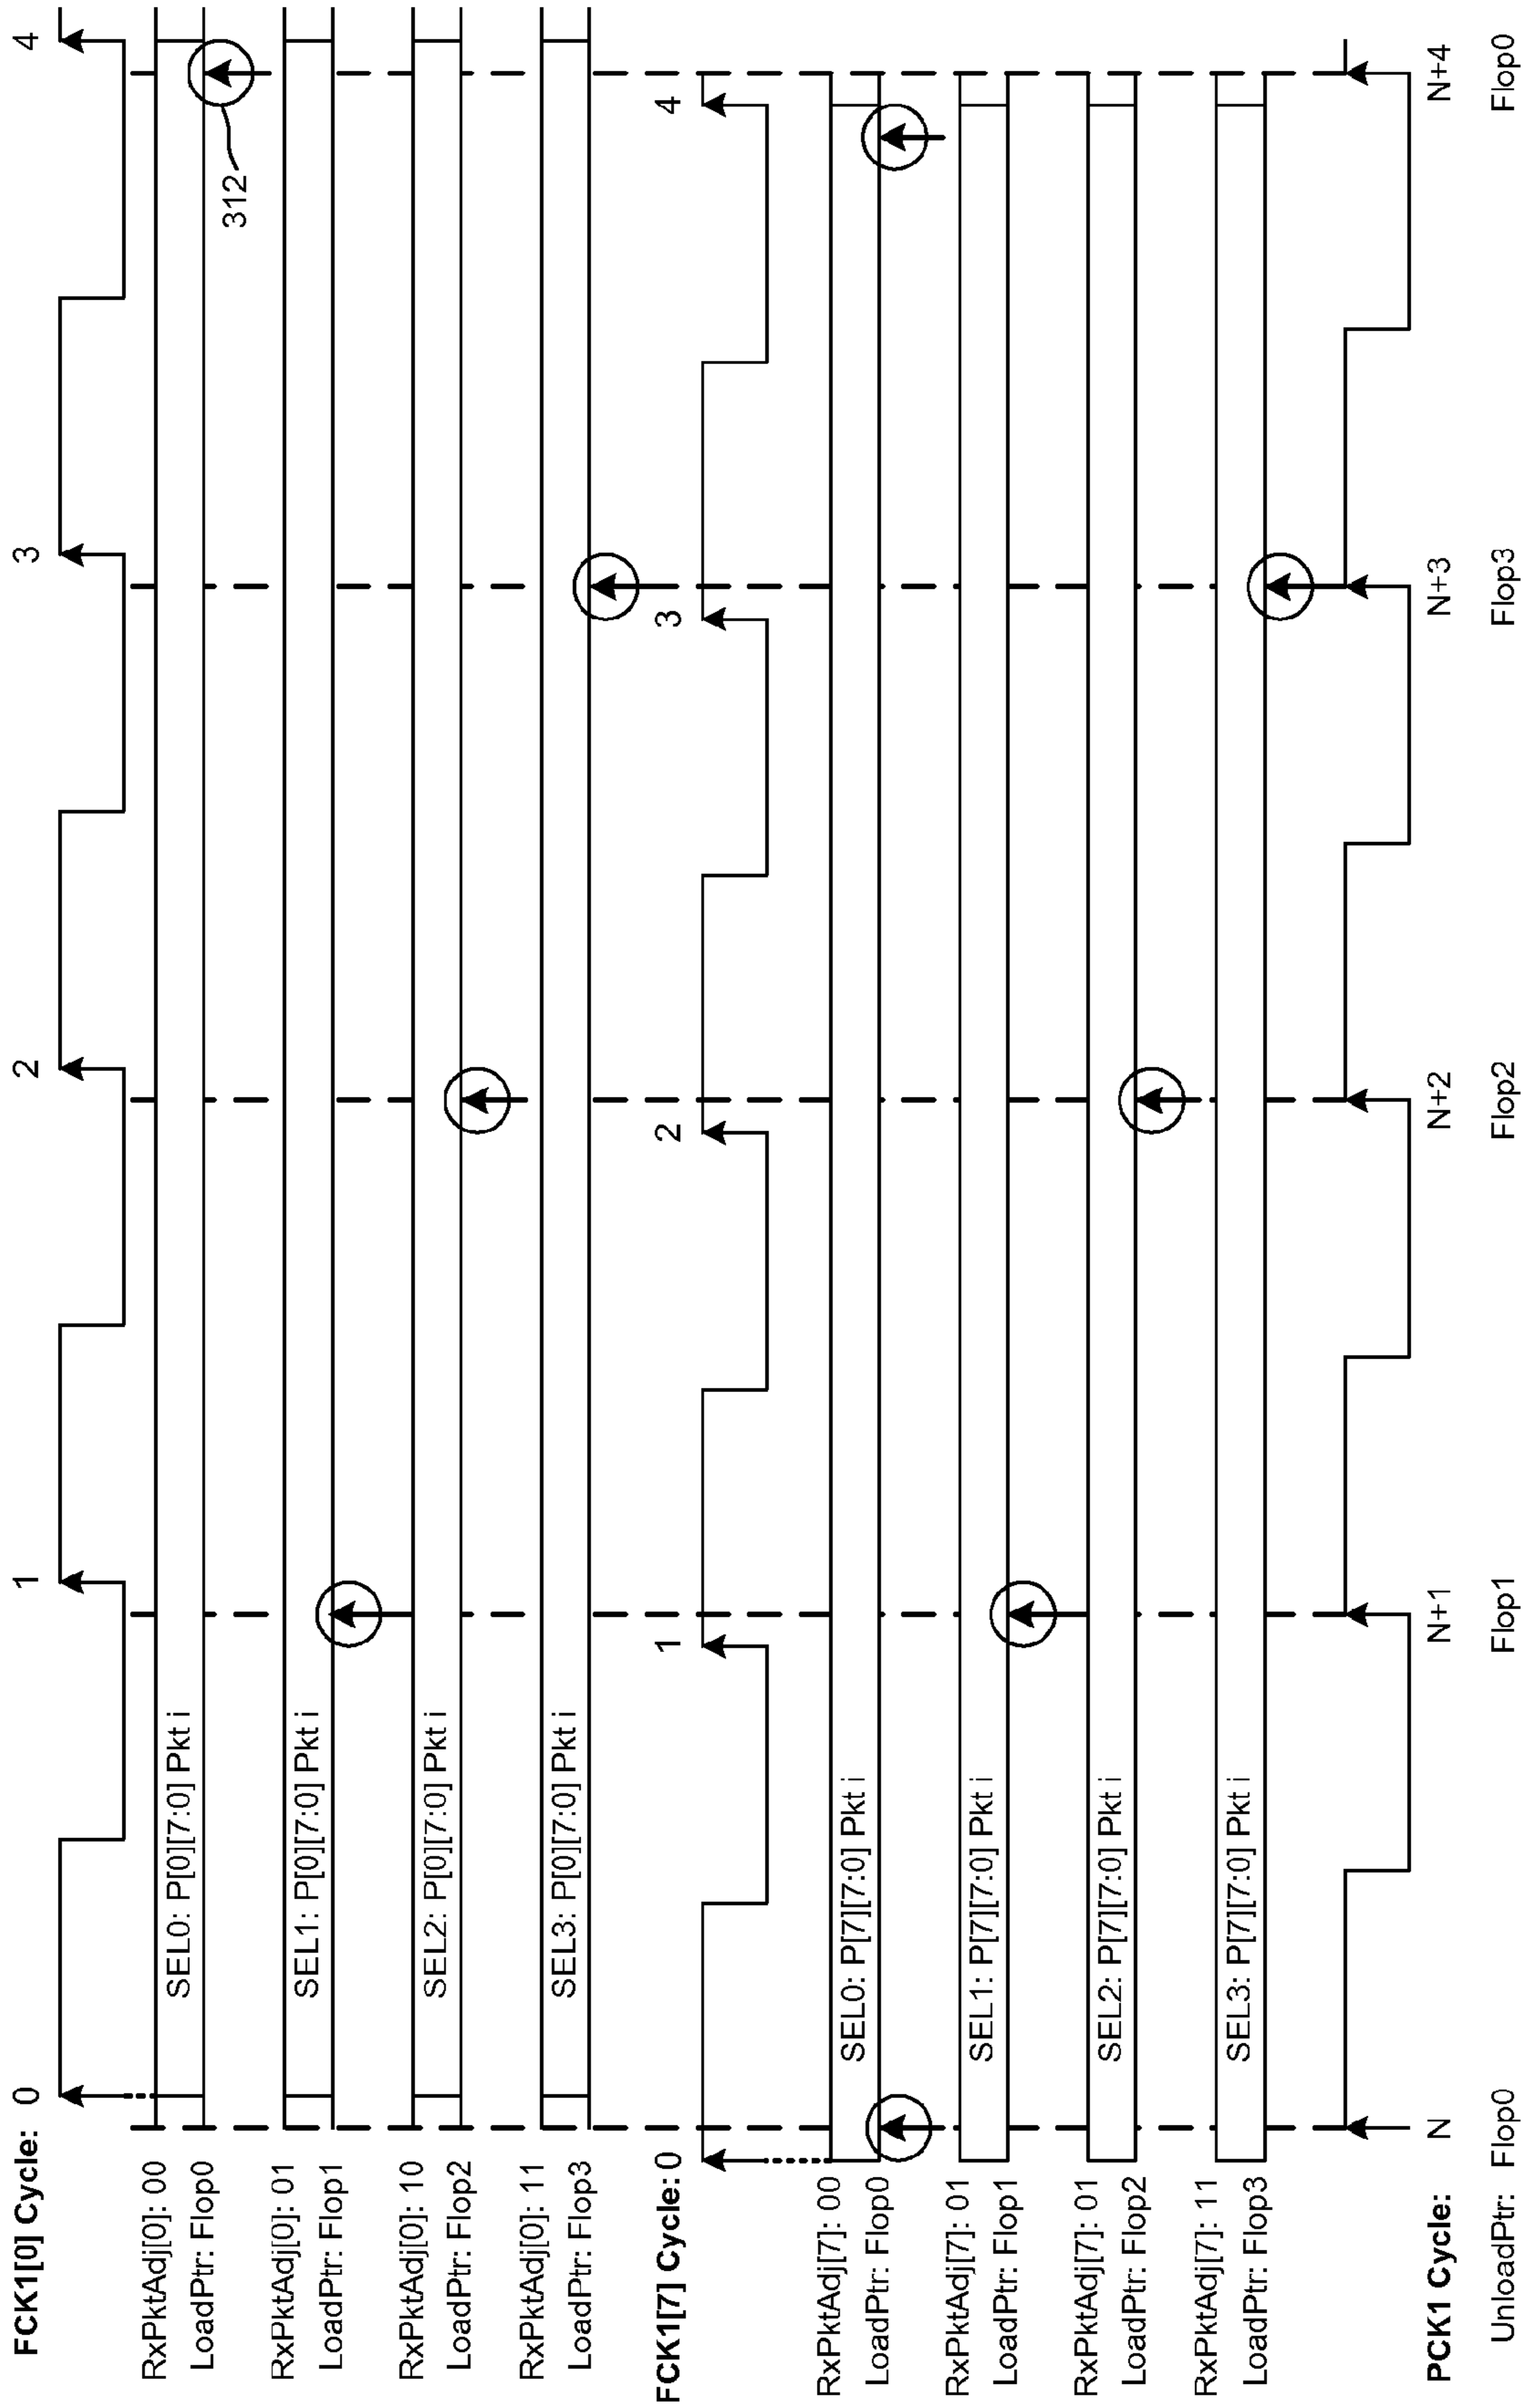 FCK1[0] Cycle: 0 1 2 3 4
RxPktAdj[0]: 00
LoadPtr: Flop0
SEL0: P[0][7:0] Pkt i
312
RxPktAdj[0]: 01
LoadPtr: Flop1
SEL1: P[0][7:0] Pkt i
RxPktAdj[0]: 10
LoadPtr: Flop2
SEL2: P[0][7:0] Pkt i
RxPktAdj[0]: 11
LoadPtr: Flop3
SEL3: P[0][7:0] Pkt i
FCK1[7] Cycle: 0 1 2 3 4
RxPktAdj[7]: 00
LoadPtr: Flop0
SEL0: P[7][7:0] Pkt i
RxPktAdj[7]: 01
LoadPtr: Flop1
SEL1: P[7][7:0] Pkt i
RxPktAdj[7]: 01
LoadPtr: Flop2
SEL2: P[7][7:0] Pkt i
RxPktAdj[7]: 11
LoadPtr: Flop3
SEL3: P[7][7:0] Pkt i
PCK1 Cycle: N N+1 N+2 N+3 N+4
UnloadPtr: Flop0 Flop1 Flop2 Flop3 Flop0